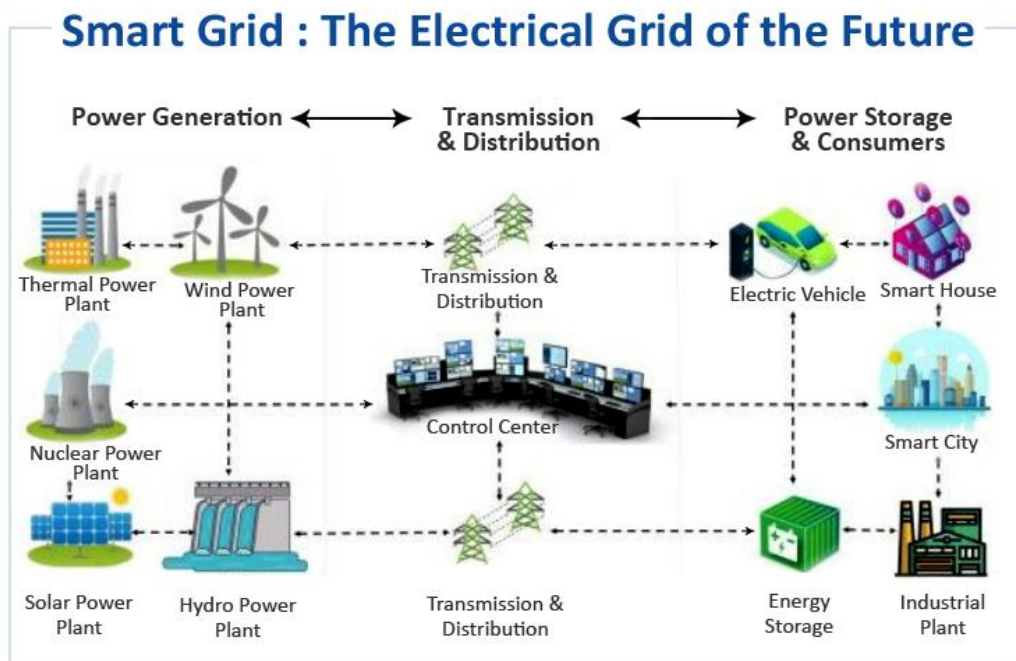 Smart Grid : The Electrical Grid of the Future
Power Generation
Transmission
& Distribution
Power Storage
& Consumers
Thermal Power
Plant
Wind Power
Plant
Transmission &
Distribution
Electric Vehicle
Smart House
Nuclear Power
Plant
Control Center
Smart City
Solar Power
Plant
Hydro Power
Plant
Transmission &
Distribution
Energy
Storage
Industrial
Plant